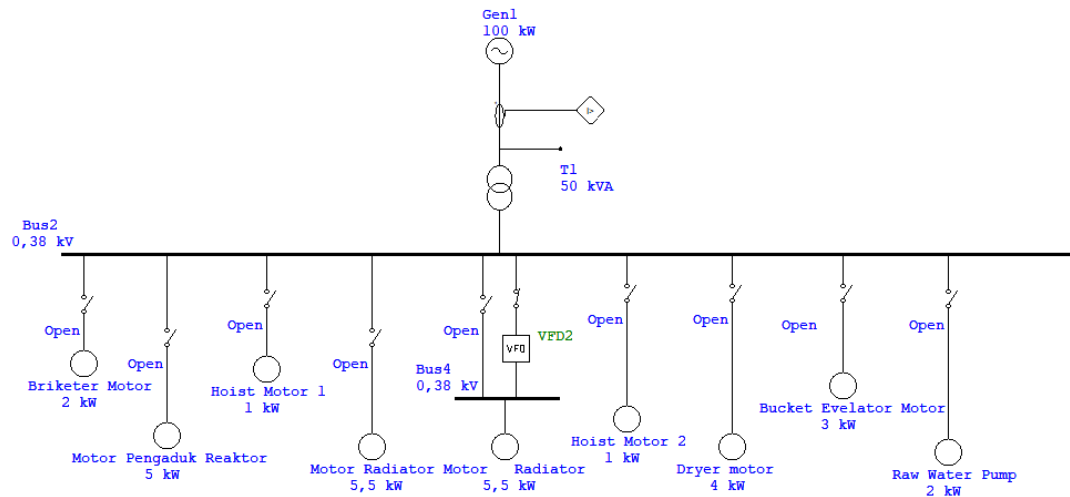 Gen1
100 kW
I>
T1
50 kVA
Bus2
0,38 kV
Open
Open
Open
Open
Open
Open
Open
Open
Open
VFD2
VFD
Bus4
0,38 kV
Briketer Motor
2 kW
Hoist Motor 1
1 kW
Motor Pengaduk Reaktor
5 kW
Motor Radiator
5,5 kW
Motor Radiator
5,5 kW
Hoist Motor 2
1 kW
Dryer motor
4 kW
Bucket Evelator Motor
3 kW
Raw Water Pump
2 kW